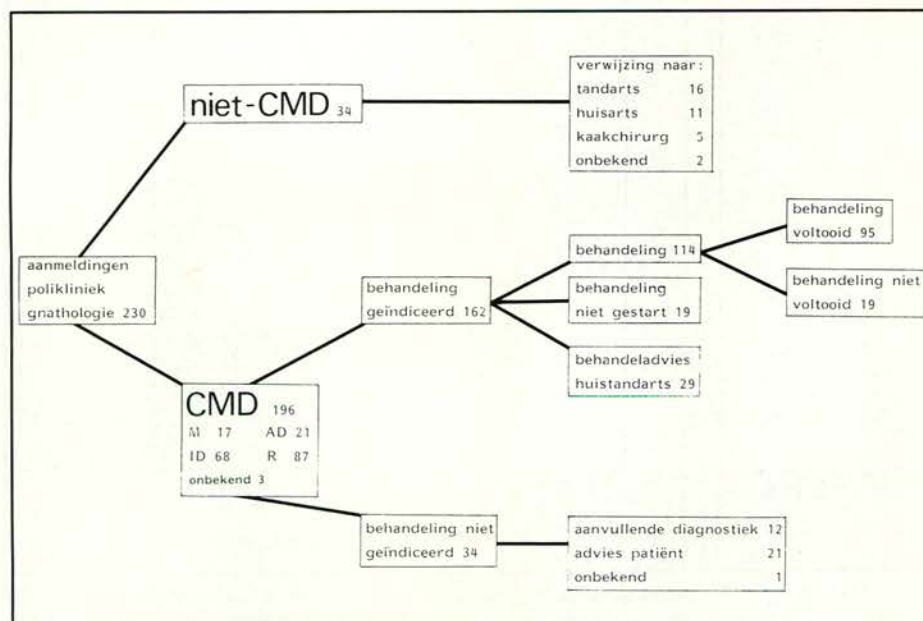 niet-CMD 34
verwijzing naar:
tandarts 16
huisarts 11
kaakchirurg 5
onbekend 2
aanmeldingen
polikliniek
gnathologie 230
CMD 196
M 17 AD 21
ID 68 R 87
onbekend 3
behandeling
geïndiceerd 162
behandeling 114
behandeling
niet gestart 19
behandeladvies
huistandarts 29
behandeling
voltooid 95
behandeling niet
voltooid 19
behandeling niet
geïndiceerd 34
aanvullende diagnostiek 12
advies patiënt 21
onbekend 1